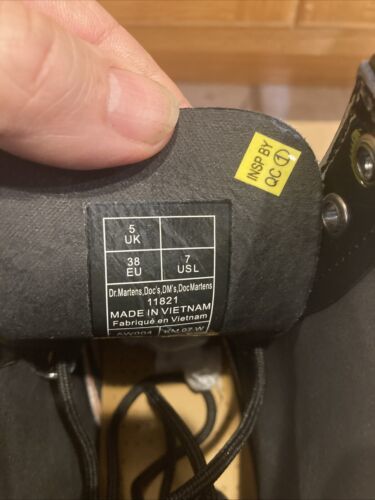 INSP BY
QC 1
5
UK
38
EU
7
USL
Dr.Martens,Doc's,DM's,DocMartens
11821
MADE IN VIETNAM
Fabriqué en Vietnam